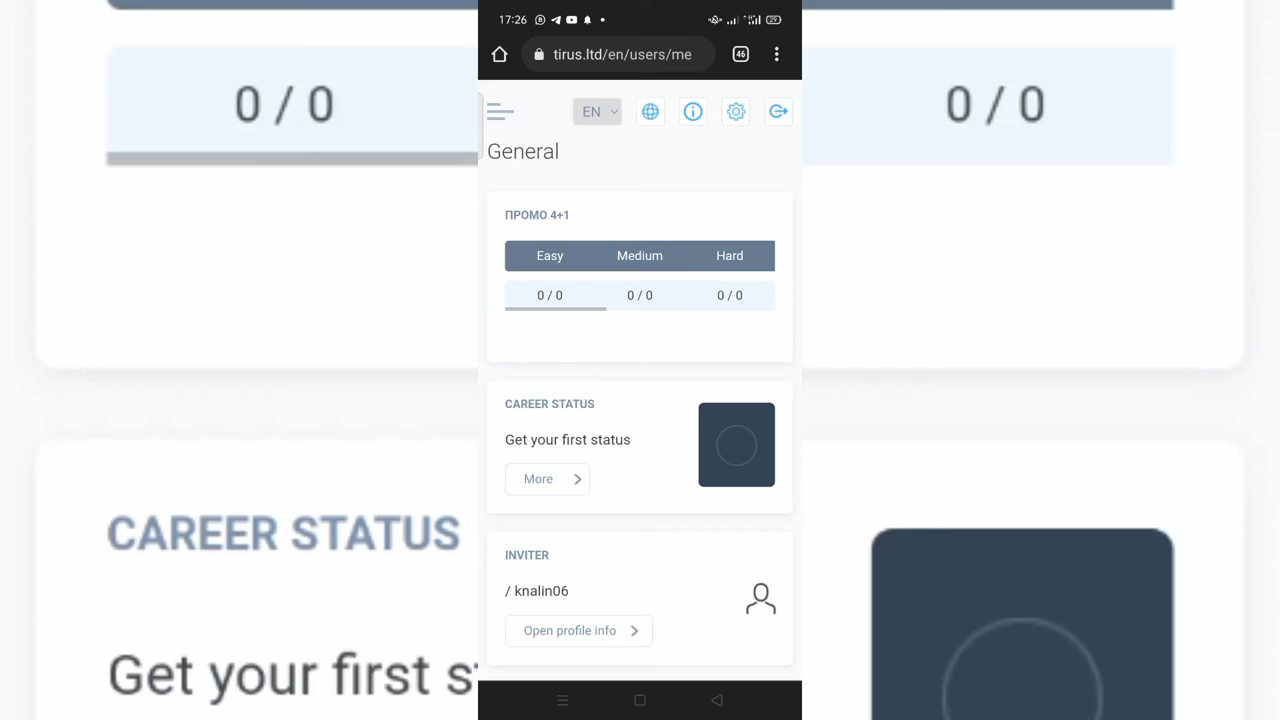 17:26
29
tirus.ltd/en/users/me
46
EN
General
ПРОМО 4+1
Easy Medium Hard
0 / 0 0 / 0 0 / 0
CAREER STATUS
Get your first status
More
INVITER
/ knalin06
Open profile info
0 / 0
0 / 0
CAREER STATUS
Get your first s